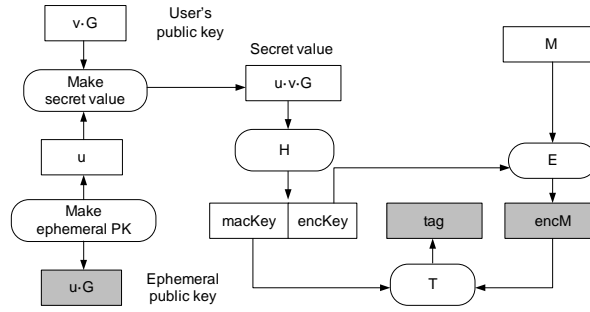 v·G
User's
public key
Secret value
M
Make
secret value
u·v·G
u
H
E
Make
ephemeral PK
macKey
encKey
tag
encM
u·G
Ephemeral
public key
T